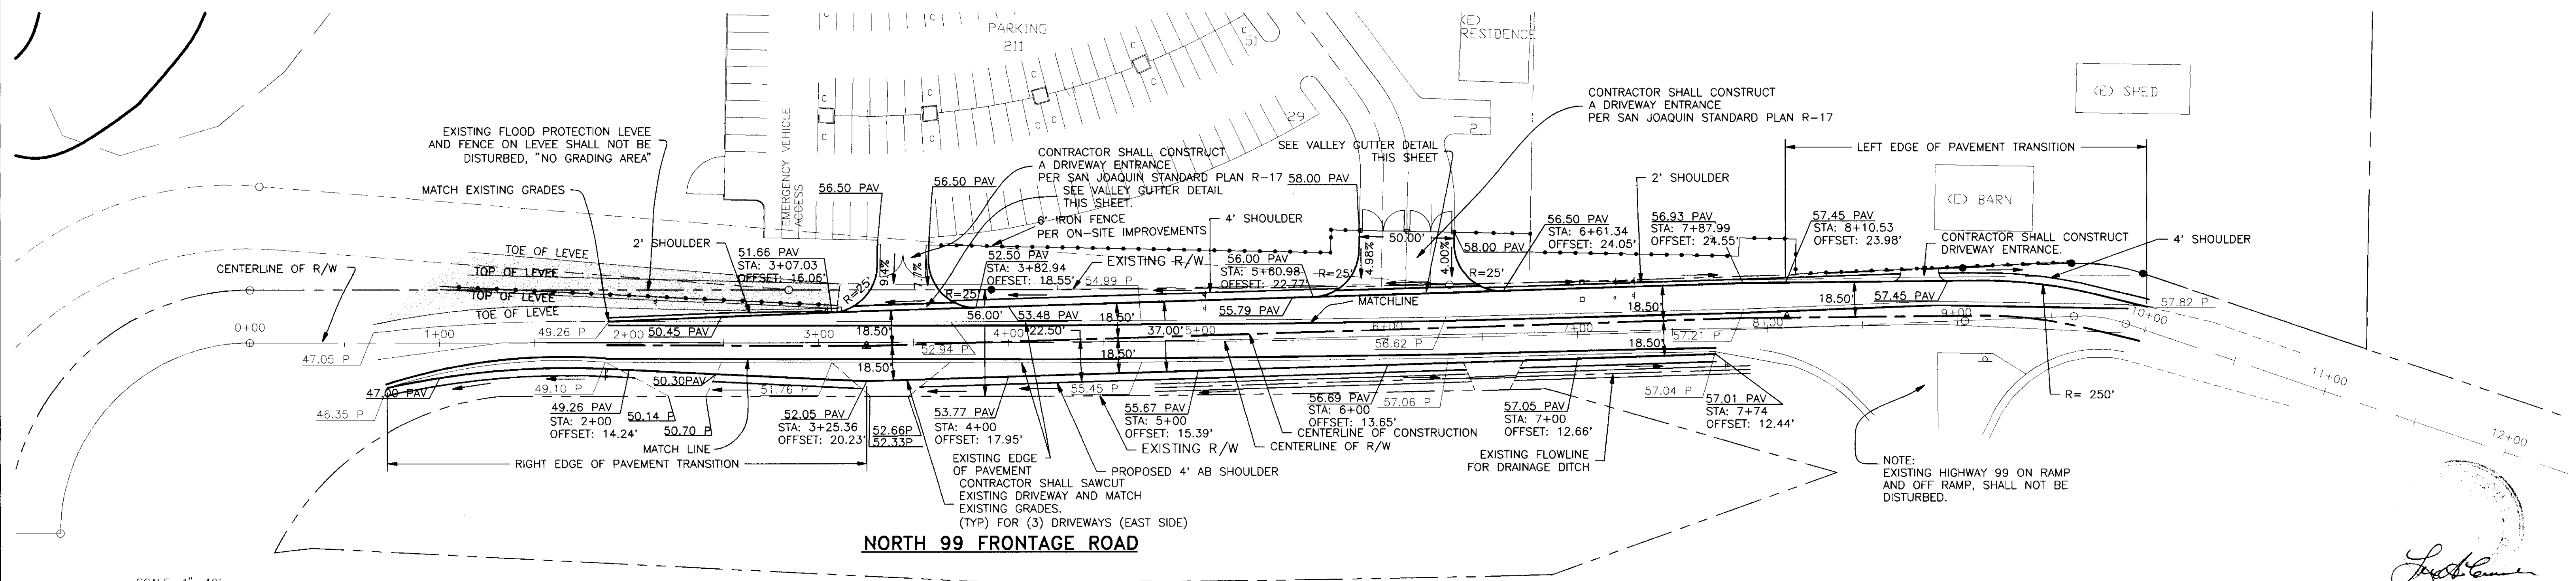 PARKING
211
51
29
2
C
C
C
C
C
C
C
C
(E)
RESIDENCE
(E) SHED
(E) BARN
EMERGENCY VEHICLE
ACCESS
EXISTING FLOOD PROTECTION LEVEE
AND FENCE ON LEVEE SHALL NOT BE
DISTURBED, "NO GRADING AREA"
MATCH EXISTING GRADES
CONTRACTOR SHALL CONSTRUCT
A DRIVEWAY ENTRANCE
PER SAN JOAQUIN STANDARD PLAN R-17
SEE VALLEY GUTTER DETAIL
THIS SHEET.
6' IRON FENCE
PER ON-SITE IMPROVEMENTS
SEE VALLEY GUTTER DETAIL
THIS SHEET
CONTRACTOR SHALL CONSTRUCT
A DRIVEWAY ENTRANCE
PER SAN JOAQUIN STANDARD PLAN R-17
LEFT EDGE OF PAVEMENT TRANSITION
2' SHOULDER
4' SHOULDER
2' SHOULDER
4' SHOULDER
CONTRACTOR SHALL CONSTRUCT
DRIVEWAY ENTRANCE.
56.50 PAV
56.50 PAV
58.00 PAV
58.00 PAV
50.00'
4.98%
4.00%
9.14%
7.7%
R=25'
R=25'
R=25'
R=25'
TOE OF LEVEE
TOP OF LEVEE
TOP OF LEVEE
TOE OF LEVEE
CENTERLINE OF R/W
51.66 PAV
STA: 3+07.03
OFFSET: 16.06'
52.50 PAV
STA: 3+82.94
OFFSET: 18.55'
EXISTING R/W
54.99 P
56.00 PAV
STA: 5+60.98
OFFSET: 22.77'
56.50 PAV
STA: 6+61.34
OFFSET: 24.05'
56.93 PAV
STA: 7+87.99
OFFSET: 24.55'
57.45 PAV
STA: 8+10.53
OFFSET: 23.98'
MATCHLINE
57.45 PAV
57.82 P
0+00
1+00
2+00
3+00
4+00
5+00
6+00
7+00
8+00
9+00
10+00
11+00
12+00
47.05 P
49.26 P
50.45 PAV
52.94 P
56.00'
53.48 PAV
55.79 PAV
22.50'
37.00'
18.50'
18.50'
18.50'
18.50'
18.50'
18.50'
18.50'
56.62 P
57.21 P
46.35 P
47.00 PAV
49.10 P
50.30PAV
51.76 P
55.45 P
49.26 PAV
STA: 2+00
OFFSET: 14.24'
50.14 P
50.70 P
52.05 PAV
STA: 3+25.36
OFFSET: 20.23'
52.66P
52.33P
53.77 PAV
STA: 4+00
OFFSET: 17.95'
55.67 PAV
STA: 5+00
OFFSET: 15.39'
56.69 PAV
STA: 6+00
OFFSET: 13.65'
57.06 P
57.05 PAV
STA: 7+00
OFFSET: 12.66'
57.04 P
57.01 PAV
STA: 7+74
OFFSET: 12.44'
R= 250'
MATCH LINE
RIGHT EDGE OF PAVEMENT TRANSITION
EXISTING EDGE
OF PAVEMENT
CONTRACTOR SHALL SAWCUT
EXISTING DRIVEWAY AND MATCH
EXISTING GRADES.
(TYP) FOR (3) DRIVEWAYS (EAST SIDE)
PROPOSED 4' AB SHOULDER
EXISTING R/W
CENTERLINE OF CONSTRUCTION
CENTERLINE OF R/W
EXISTING FLOWLINE
FOR DRAINAGE DITCH
NOTE:
EXISTING HIGHWAY 99 ON RAMP
AND OFF RAMP, SHALL NOT BE
DISTURBED.
NORTH 99 FRONTAGE ROAD